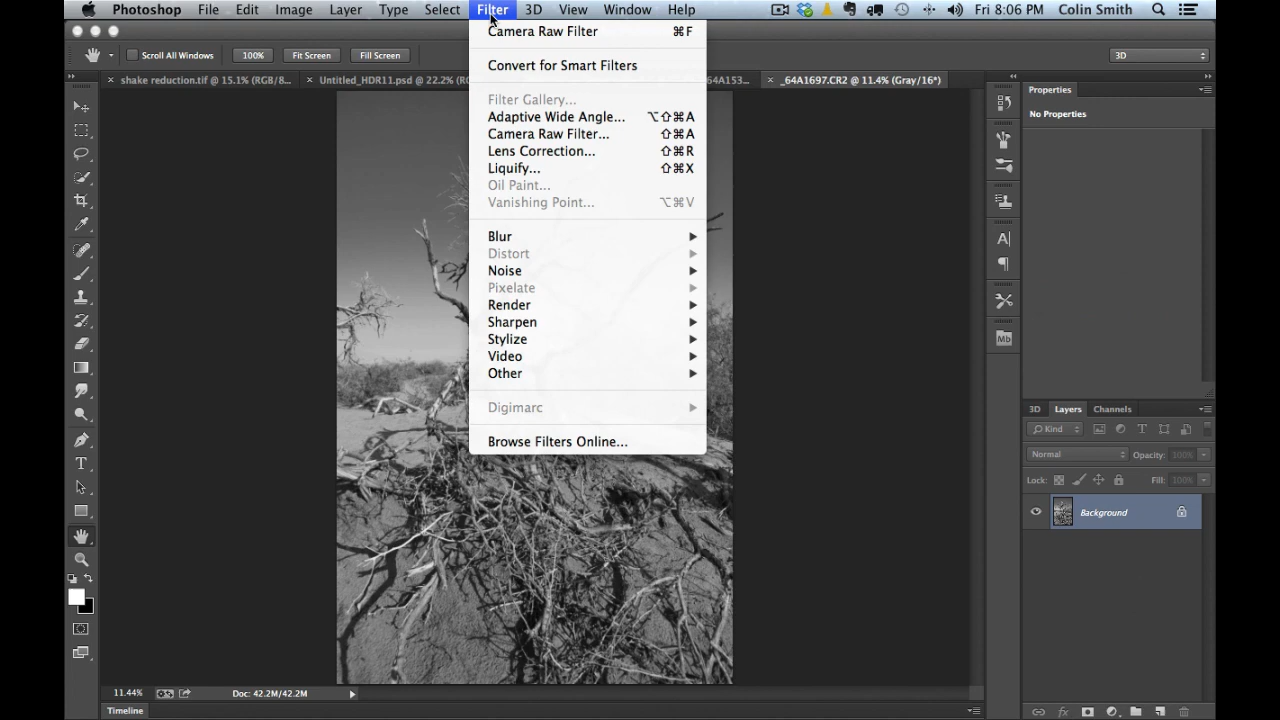 Photoshop File Edit Image Layer Type Select Filter 3D View Window Help Fri 8:06 PM Colin Smith
Scroll All Windows 100% Fit Screen Fill Screen 3D
shake reduction.tif @ 15.1% (RGB/8... Untitled_HDR11.psd @ 22.2% (RG 64A153... _64A1697.CR2 @ 11.4% (Gray/16*)
Camera Raw Filter ⌘F
Convert for Smart Filters
Filter Gallery...
Adaptive Wide Angle... ⌥⇧⌘A
Camera Raw Filter... ⇧⌘A
Lens Correction... ⇧⌘R
Liquify... ⇧⌘X
Oil Paint...
Vanishing Point... ⌥⌘V
Blur
Distort
Noise
Pixelate
Render
Sharpen
Stylize
Video
Other
Digimarc
Browse Filters Online...
Properties
No Properties
Mb
3D Layers Channels
Kind
Normal Opacity: 100%
Lock: Fill: 100%
Background
11.44% Doc: 42.2M/42.2M
Timeline